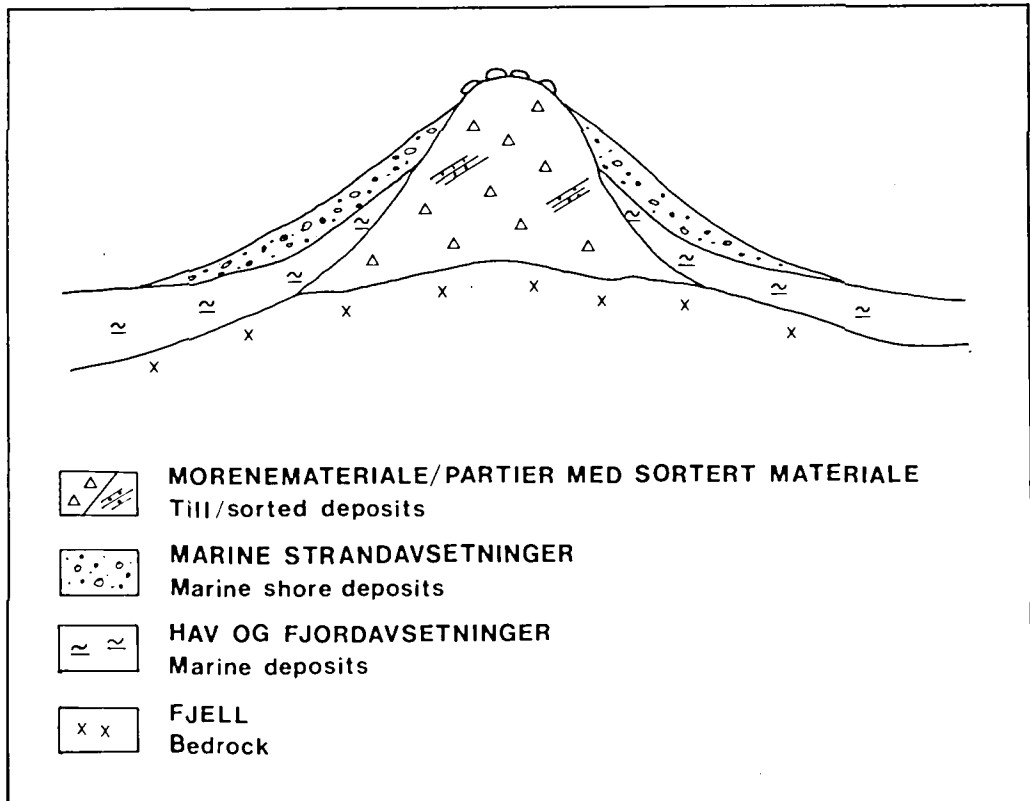 MORENEMATERIALE/PARTIER MED SORTERT MATERIALE
Till/sorted deposits
MARINE STRANDAVSETNINGER
Marine shore deposits
HAV OG FJORDAVSETNINGER
Marine deposits
FJELL
Bedrock